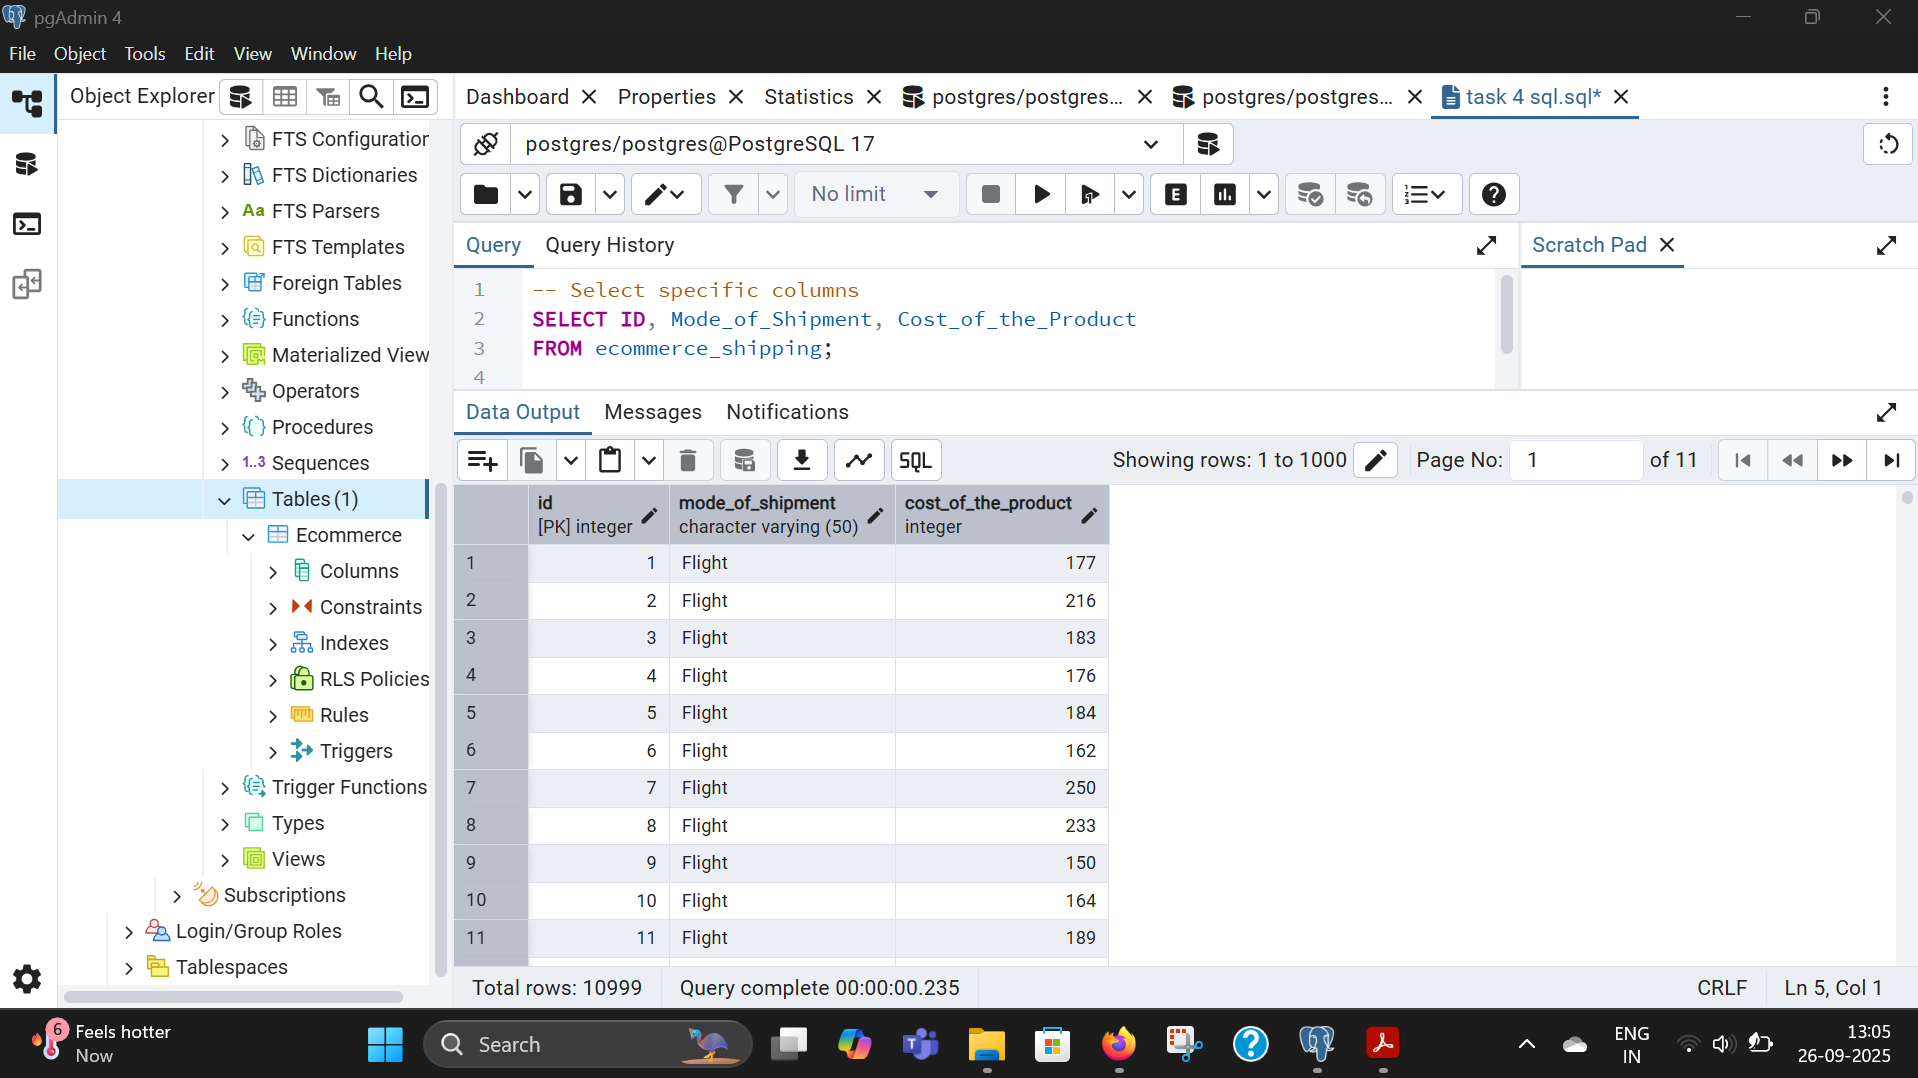 pgAdmin 4
File Object Tools Edit View Window Help
Object Explorer
Dashboard Properties Statistics postgres/postgres... postgres/postgres... task 4 sql.sql*
postgres/postgres@PostgreSQL 17
No limit
E
Query Query History
Scratch Pad
1 -- Select specific columns
2 SELECT ID, Mode_of_Shipment, Cost_of_the_Product
3 FROM ecommerce_shipping;
4
Data Output Messages Notifications
SQL
Showing rows: 1 to 1000
Page No: 1 of 11
id
[PK] integer
mode_of_shipment
character varying (50)
cost_of_the_product
integer
1 1 Flight 177
2 2 Flight 216
3 3 Flight 183
4 4 Flight 176
5 5 Flight 184
6 6 Flight 162
7 7 Flight 250
8 8 Flight 233
9 9 Flight 150
10 10 Flight 164
11 11 Flight 189
Total rows: 10999 Query complete 00:00:00.235 CRLF Ln 5, Col 1
FTS Configuration
FTS Dictionaries
Aa FTS Parsers
FTS Templates
Foreign Tables
Functions
Materialized View
Operators
Procedures
1..3 Sequences
Tables (1)
Ecommerce
Columns
Constraints
Indexes
RLS Policies
Rules
Triggers
Trigger Functions
Types
Views
Subscriptions
Login/Group Roles
Tablespaces
6
Feels hotter
Now
Search
ENG
IN
13:05
26-09-2025